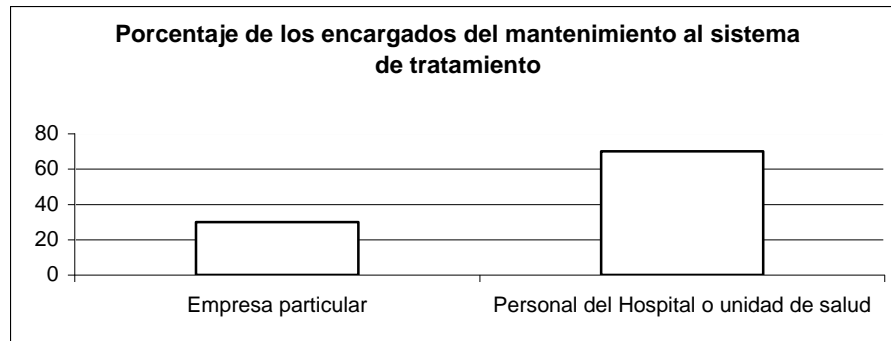 Porcentaje de los encargados del mantenimiento al sistema
de tratamiento
80
60
40
20
0
Empresa particular
Personal del Hospital o unidad de salud